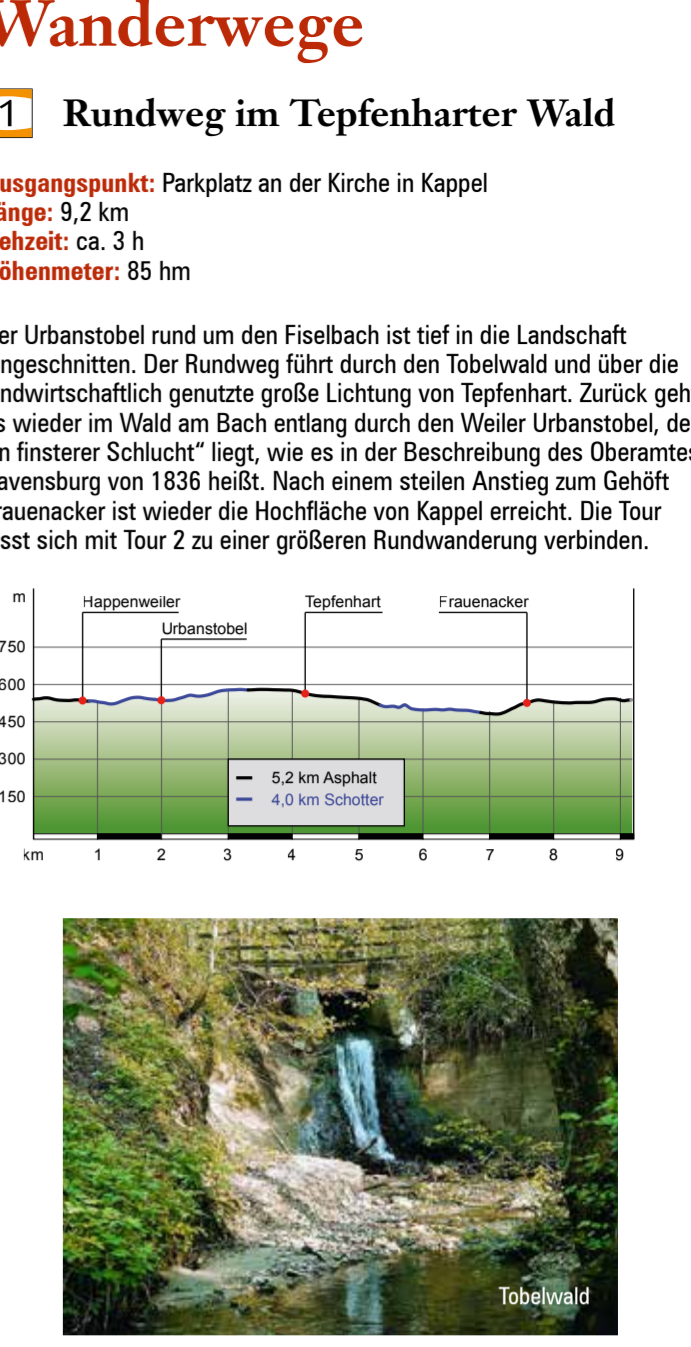 Wanderwege
1 Rundweg im Tepfenharter Wald
usgangspunkt: Parkplatz an der Kirche in Kappel
änge: 9,2 km
ehzeit: ca. 3 h
öhenmeter: 85 hm
er Urbanstobel rund um den Fiselbach ist tief in die Landschaft
ngeschnitten. Der Rundweg führt durch den Tobelwald und über die
ndwirtschaftlich genutzte große Lichtung von Tepfenhart. Zurück geh
s wieder im Wald am Bach entlang durch den Weiler Urbanstobel, de
n finsterer Schlucht“ liegt, wie es in der Beschreibung des Oberamtes
avensburg von 1836 heißt. Nach einem steilen Anstieg zum Gehöft
rauenacker ist wieder die Hochfläche von Kappel erreicht. Die Tour
sst sich mit Tour 2 zu einer größeren Rundwanderung verbinden.
m Happenweiler Tepfenhart Frauenacker
Urbanstobel
750
600
450
300
5,2 km Asphalt
150
4,0 km Schotter
km 1 2 3 4 5 6 7 8 9
Tobelwald